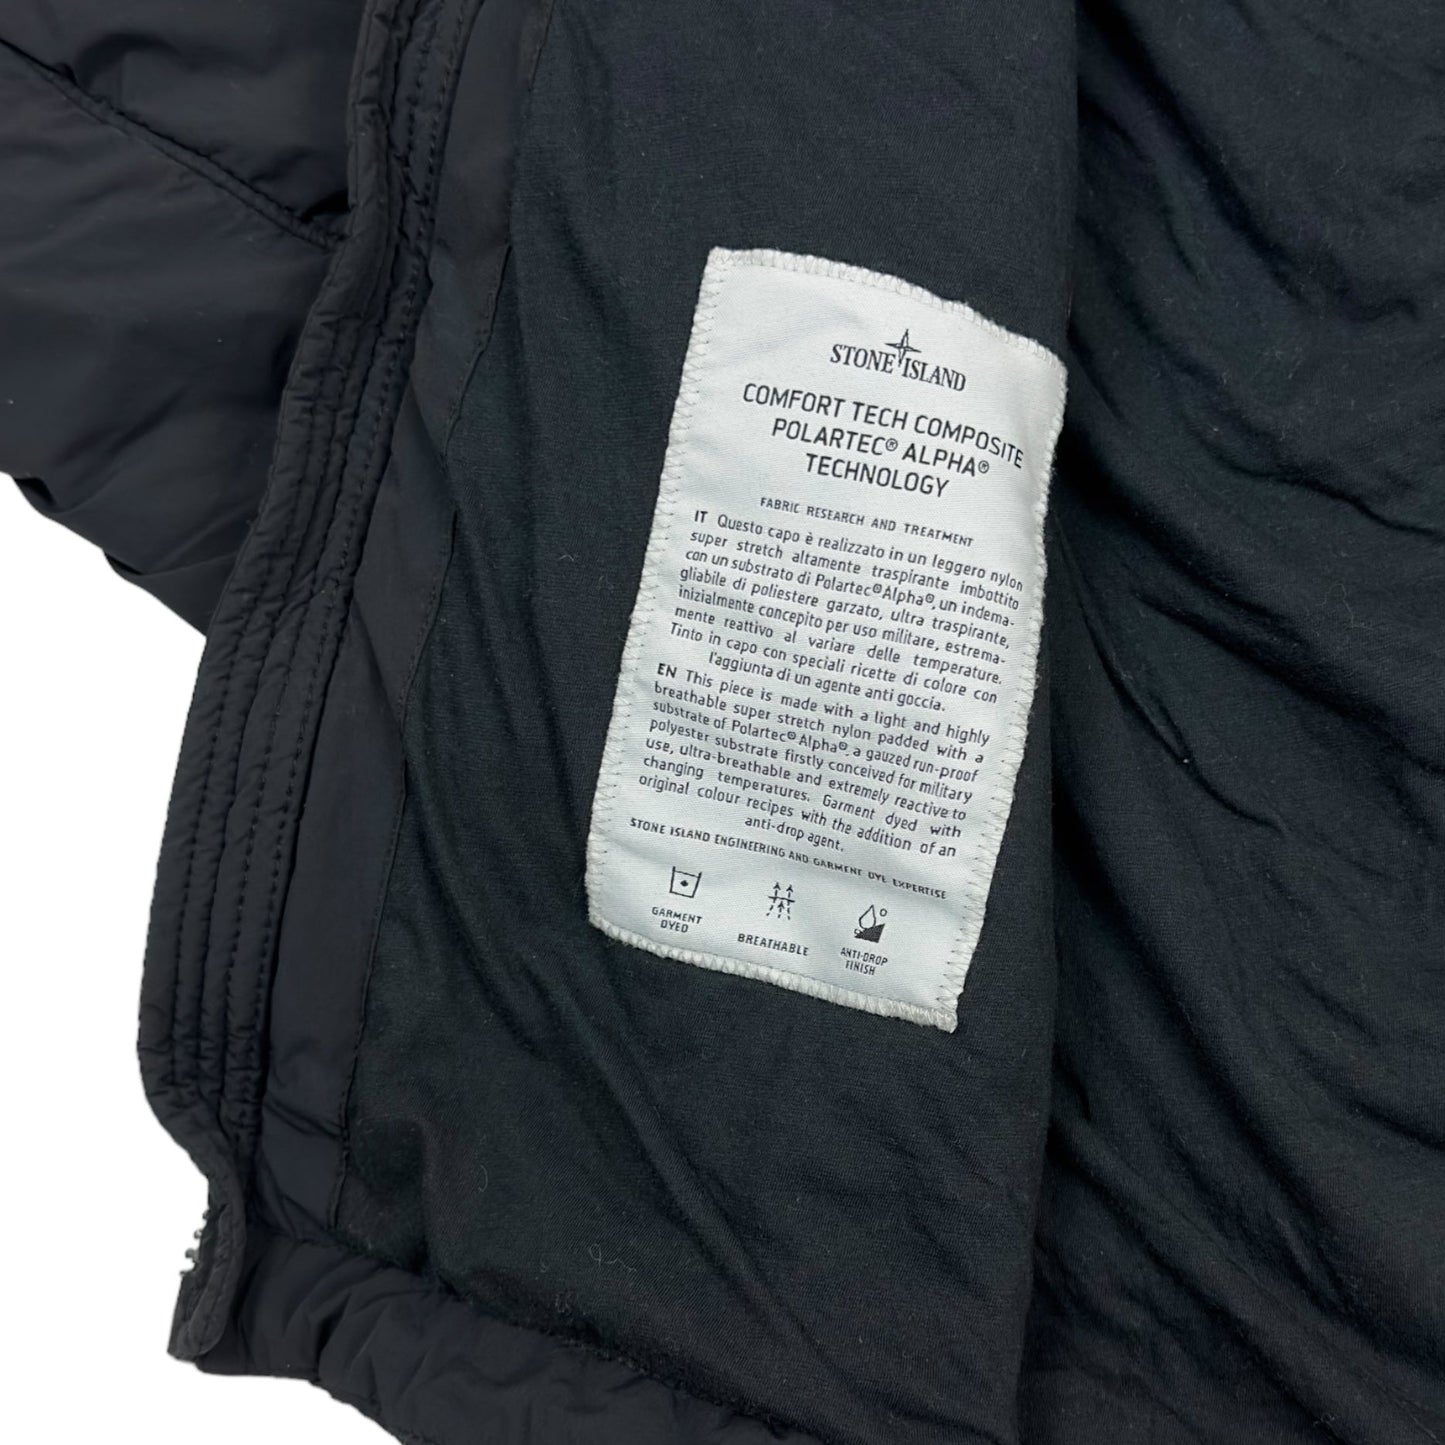 STONE ISLAND
COMFORT TECH COMPOSITE
POLARTEC® ALPHA®
TECHNOLOGY
FABRIC RESEARCH AND TREATMENT
IT Questo capo è realizzato in un leggero nylon
super stretch altamente traspirante imbottito
con un substrato di Polartec®Alpha®, un indema-
gliabile di poliestere garzato, ultra traspirante,
inizialmente concepito per uso militare, estrema-
mente reattivo al variare delle temperature.
Tinto in capo con speciali ricette di colore con
l'aggiunta di un agente anti goccia.
EN This piece is made with a light and highly
breathable super stretch nylon padded with a
substrate of Polartec®Alpha®, a gauzed run-proof
polyester substrate firstly conceived for military
use, ultra-breathable and extremely reactive to
changing temperatures. Garment dyed with
original colour recipes with the addition of an
anti-drop agent.
STONE ISLAND ENGINEERING AND GARMENT DYE EXPERTISE
GARMENT
DYED
BREATHABLE
ANTI-DROP
FINISH